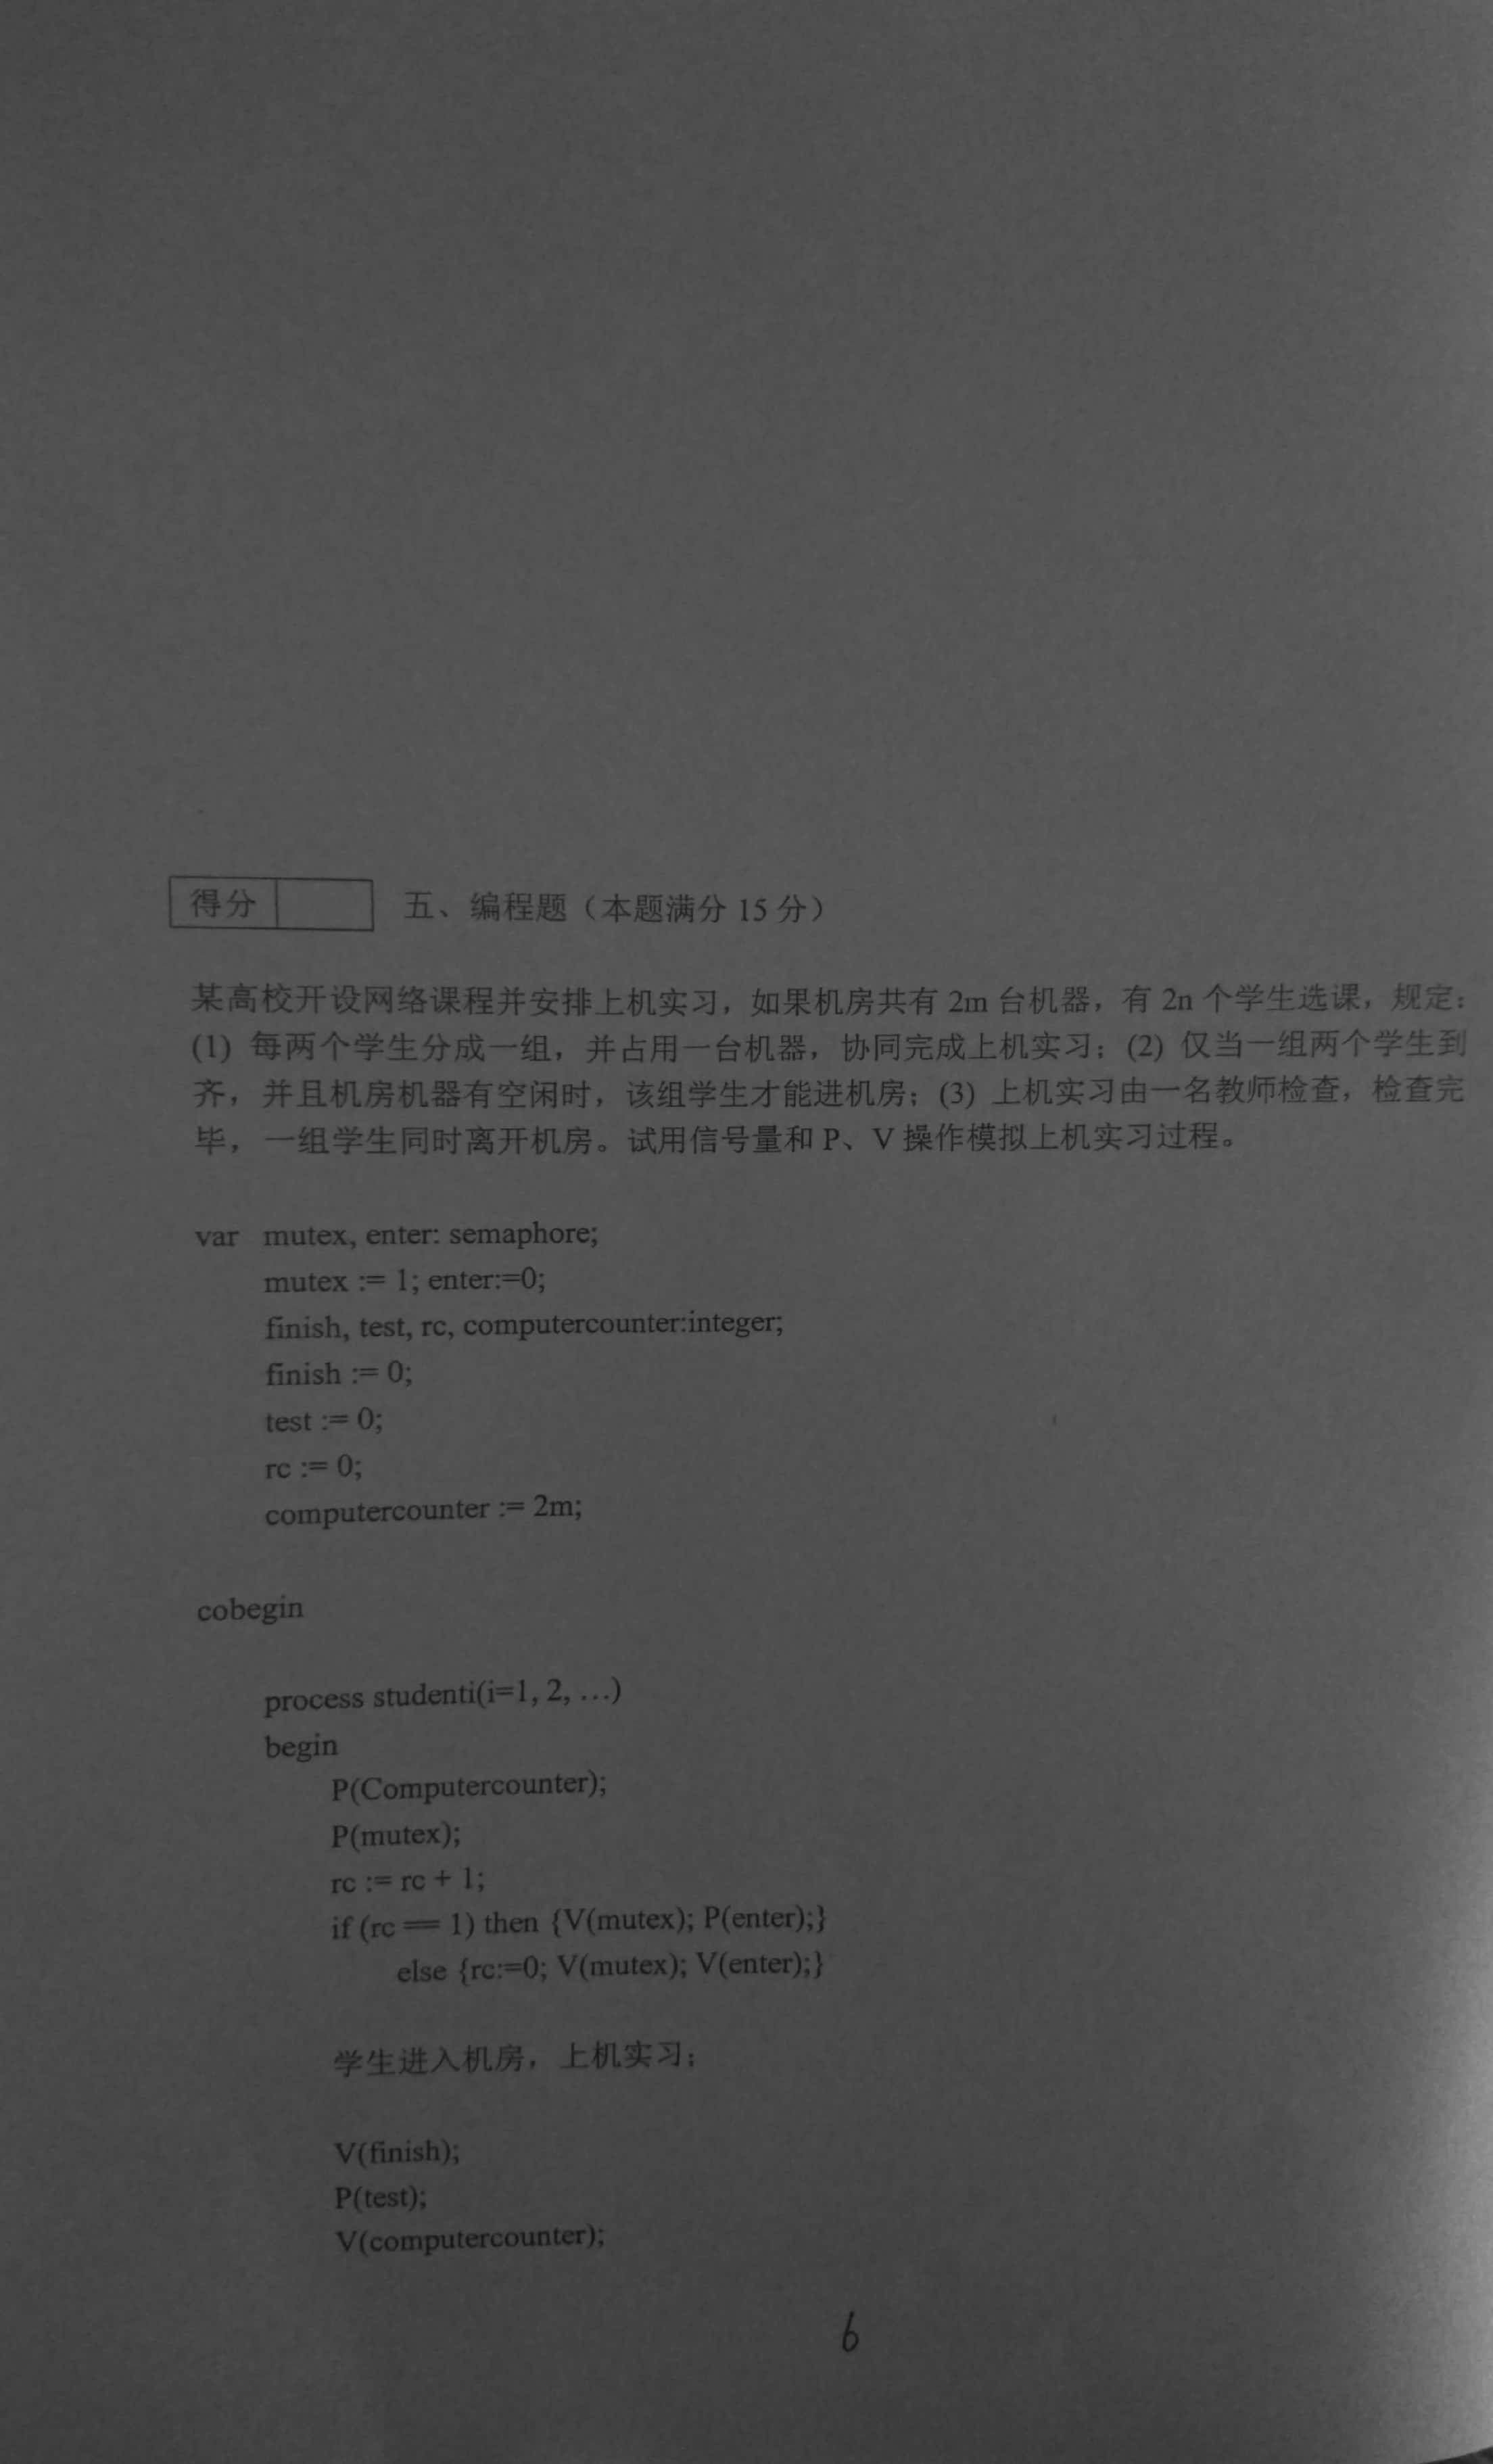 得分 五、编程题（本题满分 15 分）
某高校开设网络课程并安排上机实习，如果机房共有 2m 台机器，有 2n 个学生选课，规定：
(1) 每两个学生分成一组，并占用一台机器，协同完成上机实习；(2) 仅当一组两个学生到
齐，并且机房机器有空闲时，该组学生才能进机房；(3) 上机实习由一名教师检查，检查完
毕，一组学生同时离开机房。试用信号量和 P、V 操作模拟上机实习过程。
var mutex, enter: semaphore;
mutex := 1; enter:=0;
finish, test, rc, computercounter:integer;
finish := 0;
test := 0;
rc := 0;
computercounter := 2m;
cobegin
process studenti(i=1, 2, …)
begin
P(Computercounter);
P(mutex);
rc := rc + 1;
if (rc == 1) then {V(mutex); P(enter);}
else {rc:=0; V(mutex); V(enter);}
学生进入机房，上机实习；
V(finish);
P(test);
V(computercounter);
6